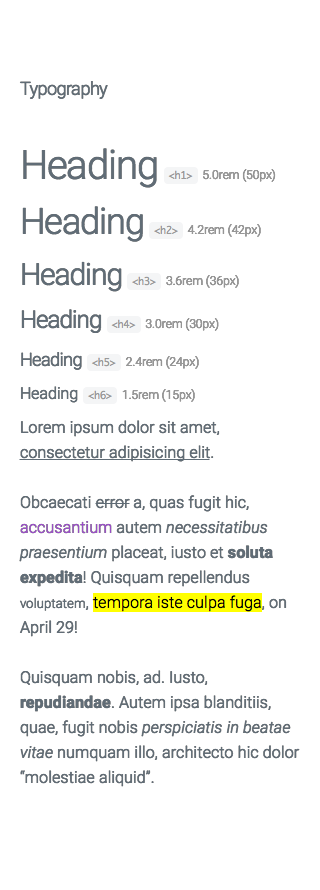 Typography
Heading <h1> 5.0rem (50px)
Heading <h2> 4.2rem (42px)
Heading <h3> 3.6rem (36px)
Heading <h4> 3.0rem (30px)
Heading <h5> 2.4rem (24px)
Heading <h6> 1.5rem (15px)
Lorem ipsum dolor sit amet,
consectetur adipisicing elit.
Obcaecati error a, quas fugit hic,
accusantium autem necessitatibus
praesentium placeat, iusto et soluta
expedita! Quisquam repellendus
voluptatem, tempora iste culpa fuga, on
April 29!
Quisquam nobis, ad. Iusto,
repudiandae. Autem ipsa blanditiis,
quae, fugit nobis perspiciatis in beatae
vitae numquam illo, architecto hic dolor
“molestiae aliquid”.